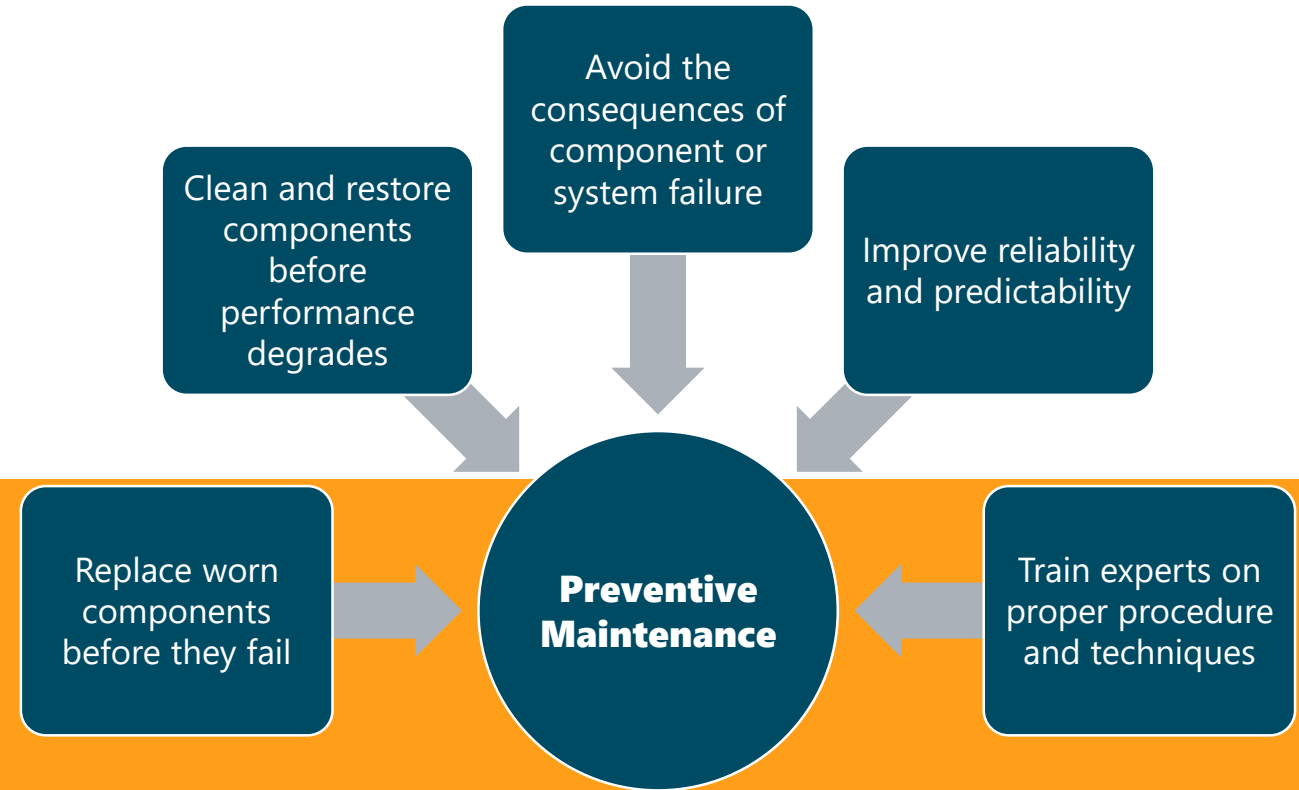 Avoid the
consequences of
component or
system failure
Clean and restore
components
before
performance
degrades
Improve reliability
and predictability
Replace worn
components
before they fail
Preventive
Maintenance
Train experts on
proper procedure
and techniques